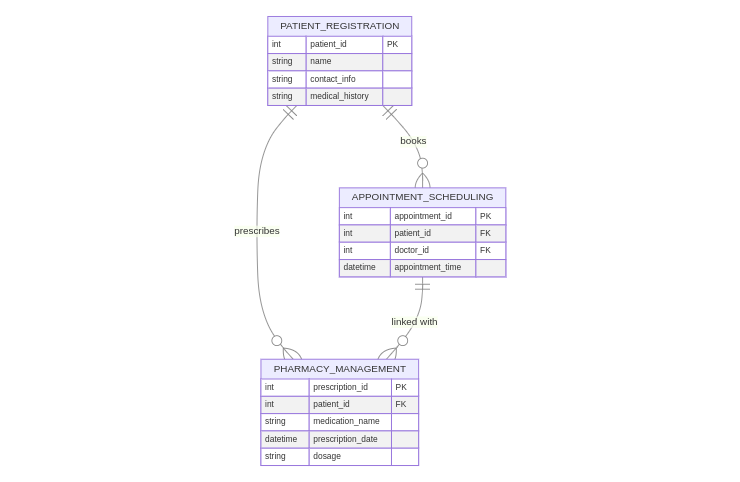 PATIENT_REGISTRATION
int patient_id PK
string name
string contact_info
string medical_history
books
APPOINTMENT_SCHEDULING
int appointment_id PK
int patient_id FK
int doctor_id FK
datetime appointment_time
prescribes
linked with
PHARMACY_MANAGEMENT
int prescription_id PK
int patient_id FK
string medication_name
datetime prescription_date
string dosage